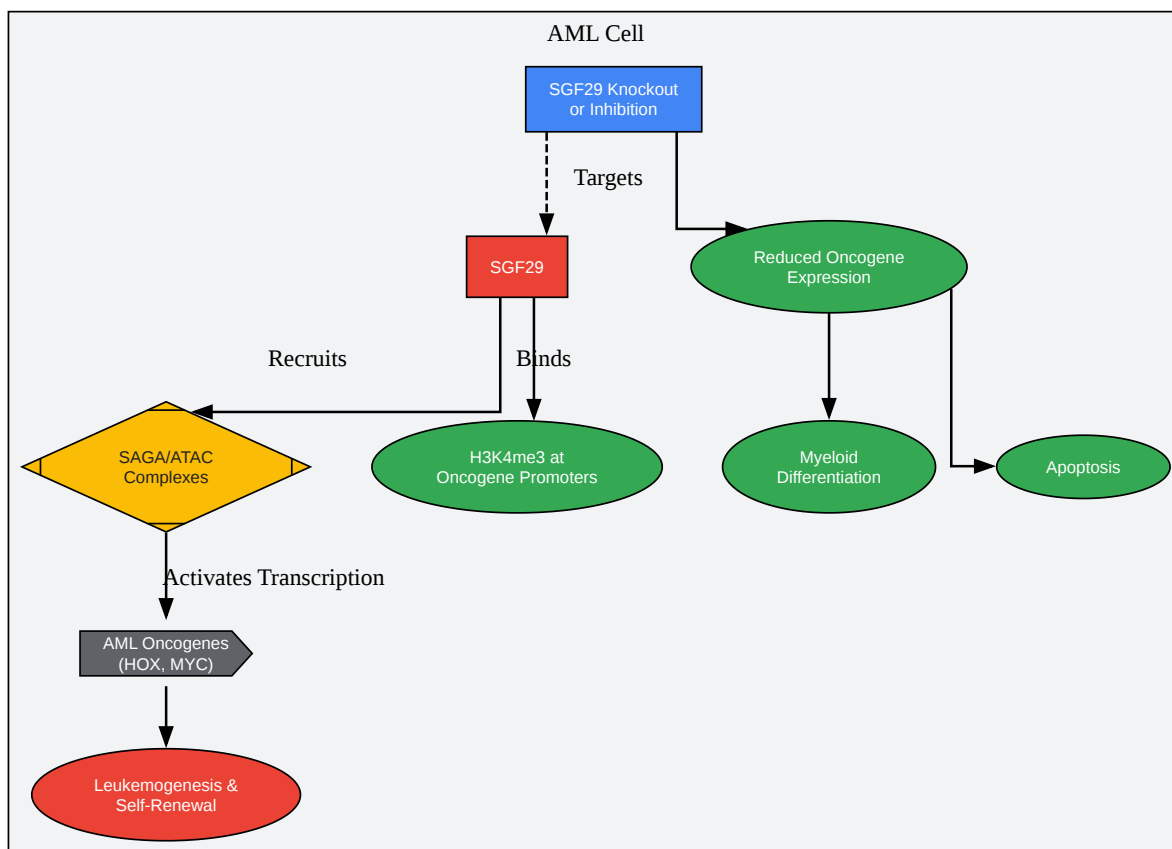 AML Cell
SGF29 Knockout
or Inhibition
Targets
SGF29
Reduced Oncogene
Expression
Recruits
Binds
SAGA/ATAC
Complexes
H3K4me3 at
Oncogene Promoters
Myeloid
Differentiation
Apoptosis
Activates Transcription
AML Oncogenes
(HOX, MYC)
Leukemogenesis &
Self-Renewal